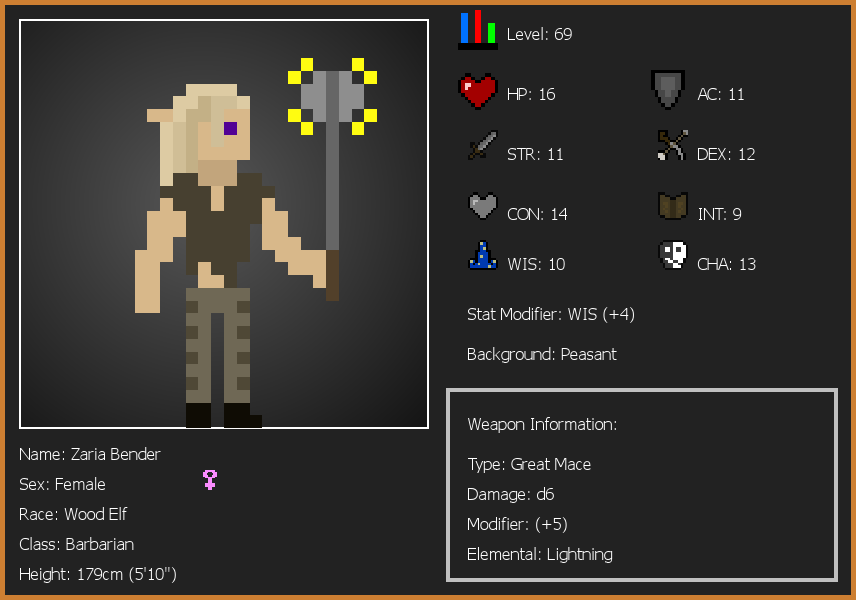 Level: 69
HP: 16
AC: 11
STR: 11
DEX: 12
CON: 14
INT: 9
WIS: 10
CHA: 13
Stat Modifier: WIS (+4)
Background: Peasant
Weapon Information:
Type: Great Mace
Damage: d6
Modifier: (+5)
Elemental: Lightning
Name: Zaria Bender
Sex: Female
Race: Wood Elf
Class: Barbarian
Height: 179cm (5'10")